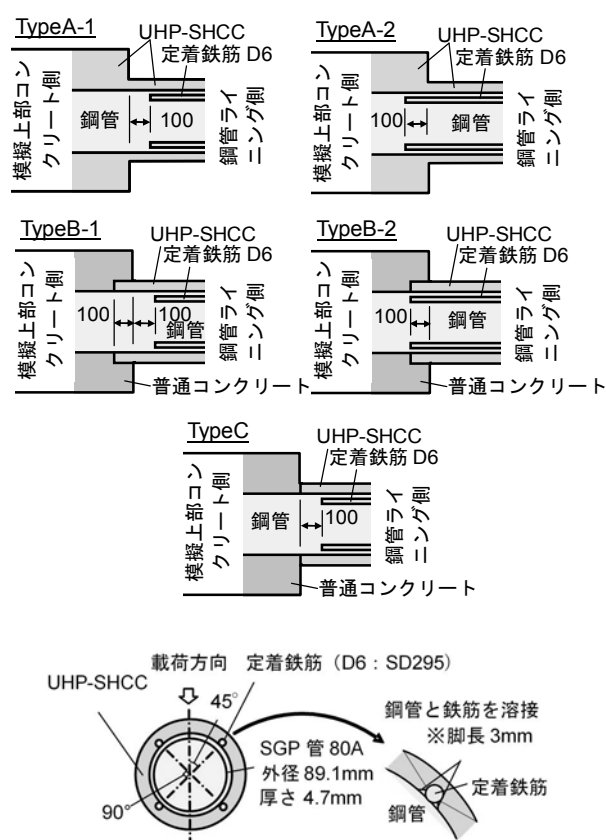 TypeA-1
UHP-SHCC
定着鉄筋 D6
模擬上部コン
クリート側
鋼管
100
鋼管ライ
ニング側
TypeA-2
UHP-SHCC
定着鉄筋 D6
模擬上部コン
クリート側
100
鋼管
鋼管ライ
ニング側
TypeB-1
UHP-SHCC
定着鉄筋 D6
模擬上部コン
クリート側
100
100
鋼管
鋼管ライ
ニング側
普通コンクリート
TypeB-2
UHP-SHCC
定着鉄筋 D6
模擬上部コン
クリート側
100
鋼管
鋼管ライ
ニング側
普通コンクリート
TypeC
UHP-SHCC
定着鉄筋 D6
模擬上部コン
クリート側
鋼管
100
鋼管ライ
ニング側
普通コンクリート
載荷方向
定着鉄筋（D6：SD295）
UHP-SHCC
45°
90°
SGP 管 80A
外径 89.1mm
厚さ 4.7mm
鋼管と鉄筋を溶接
※脚長 3mm
定着鉄筋
鋼管